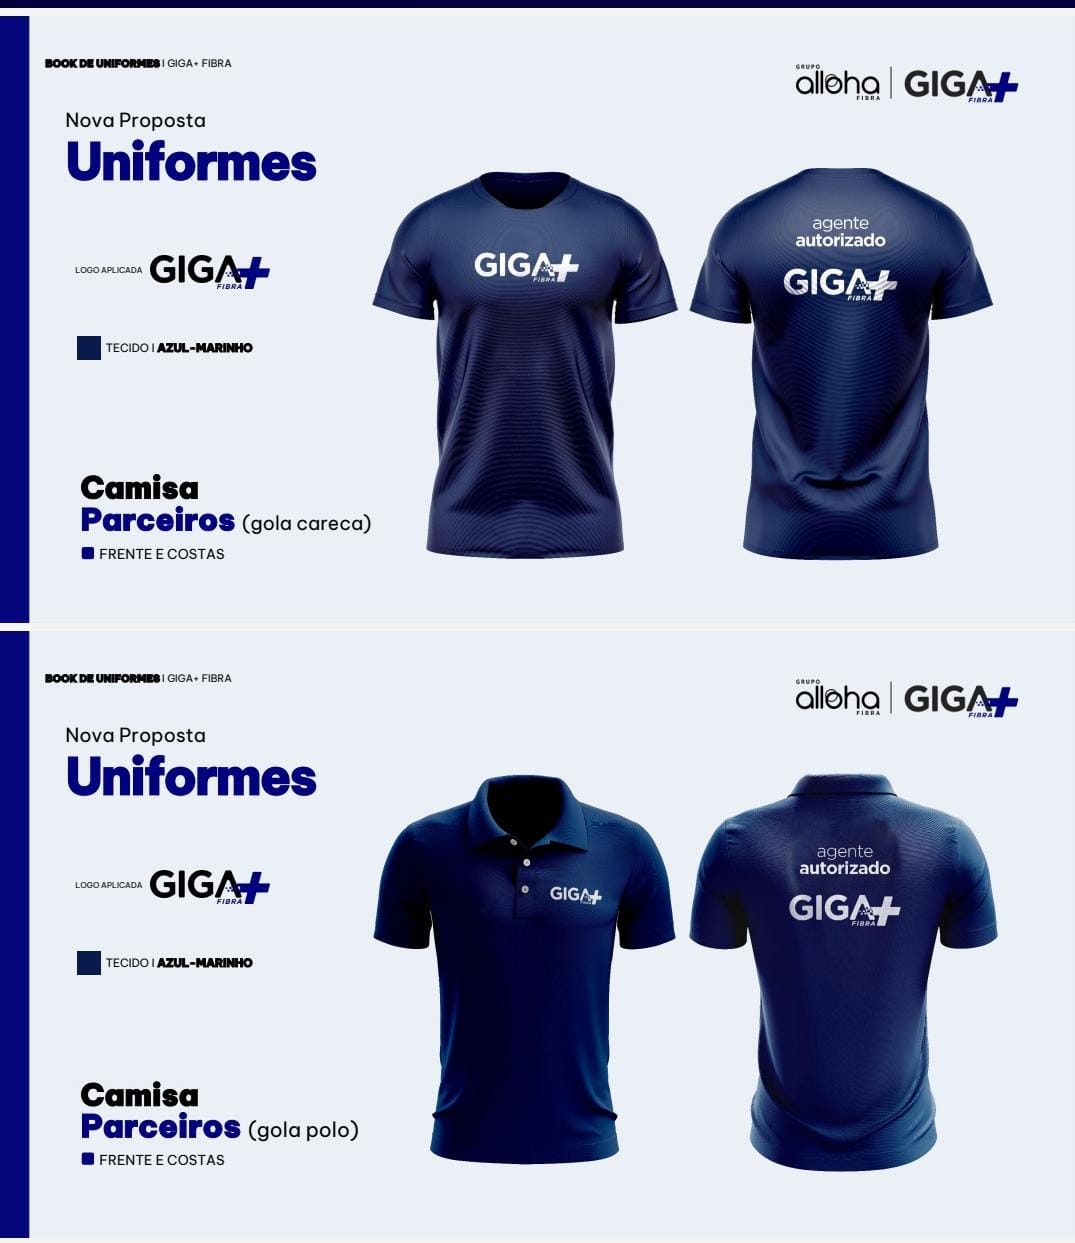 BOOK DE UNIFORMES | GIGA+ FIBRA
GRUPO
alloha
FIBRA
GIGA+
FIBRA
Nova Proposta
Uniformes
LOGO APLICADA
GIGA+
FIBRA
TECIDO | AZUL-MARINHO
GIGA+
FIBRA
agente
autorizado
GIGA+
FIBRA
Camisa
Parceiros (gola careca)
FRENTE E COSTAS
BOOK DE UNIFORMES | GIGA+ FIBRA
GRUPO
alloha
FIBRA
GIGA+
FIBRA
Nova Proposta
Uniformes
LOGO APLICADA
GIGA+
FIBRA
TECIDO | AZUL-MARINHO
GIGA+
FIBRA
agente
autorizado
GIGA+
FIBRA
Camisa
Parceiros (gola polo)
FRENTE E COSTAS